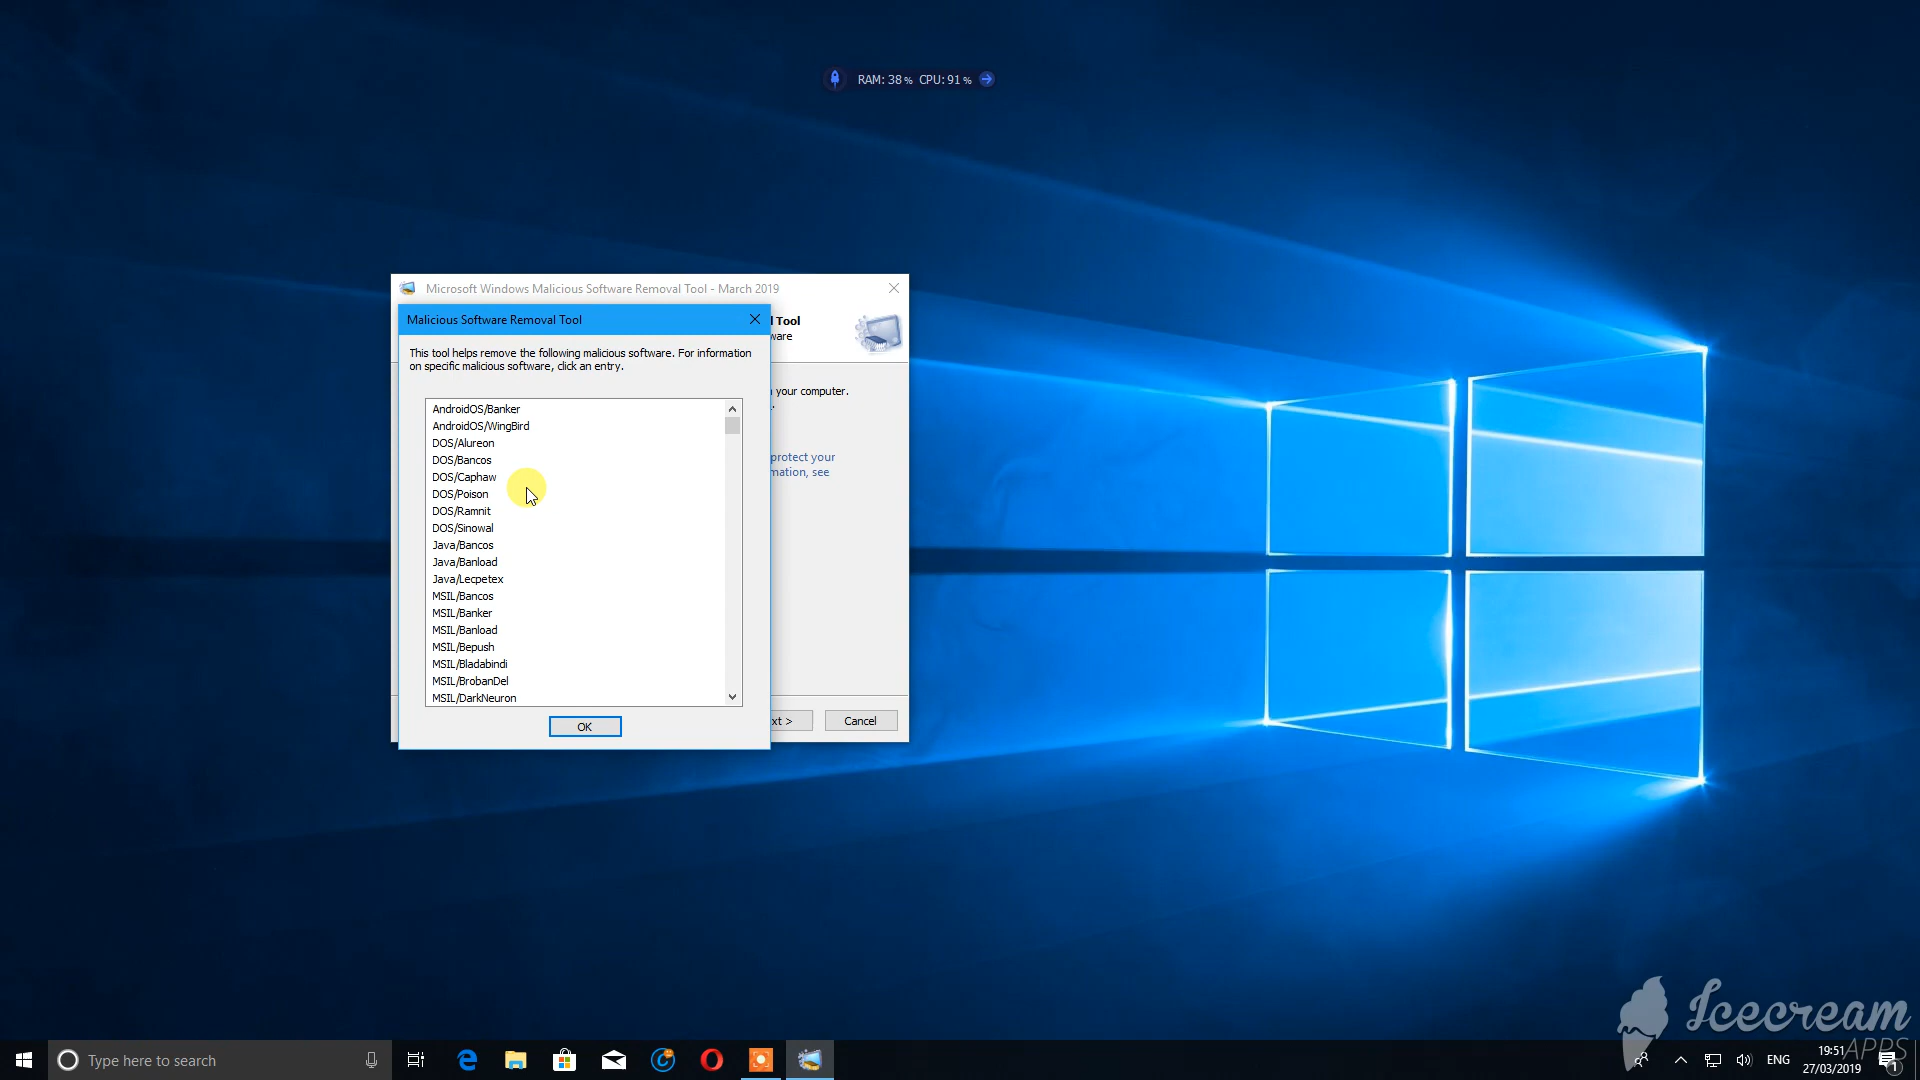 RAM: 38 % CPU: 91 %
Microsoft Windows Malicious Software Removal Tool - March 2019
Malicious Software Removal Tool
Tool
This tool helps remove the following malicious software. For information
on specific malicious software, click an entry.
your computer.
protect your
see
AndroidOS/Banker
AndroidOS/WingBird
DOS/Alureon
DOS/Bancos
DOS/Caphaw
DOS/Poison
DOS/Ramnit
DOS/Sinowal
Java/Bancos
Java/Banload
Java/Lecpetex
MSIL/Bancos
MSIL/Banker
MSIL/Banload
MSIL/Bepush
MSIL/Bladabindi
MSIL/BrobanDel
MSIL/DarkNeuron
OK
xt >
Cancel
Icecream
APPS
Type here to search
ENG
19:51
27/03/2019
1